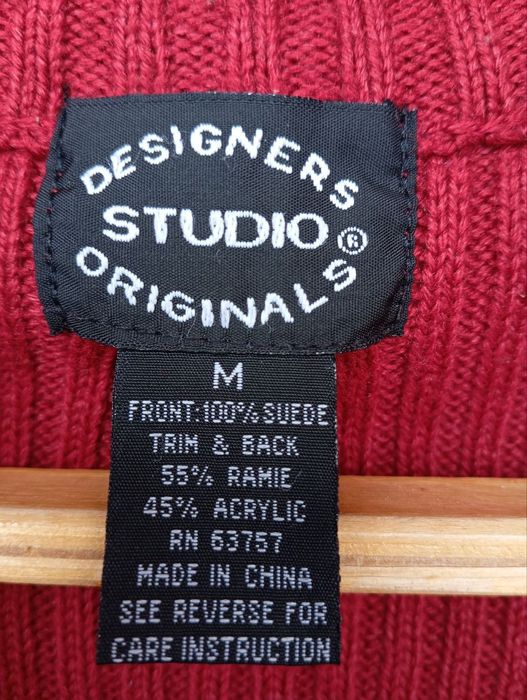 DESIGNERS
STUDIO®
ORIGINALS
M
FRONT:100% SUEDE
TRIM & BACK
55% RAMIE
45% ACRYLIC
RN 63757
MADE IN CHINA
SEE REVERSE FOR
CARE INSTRUCTION